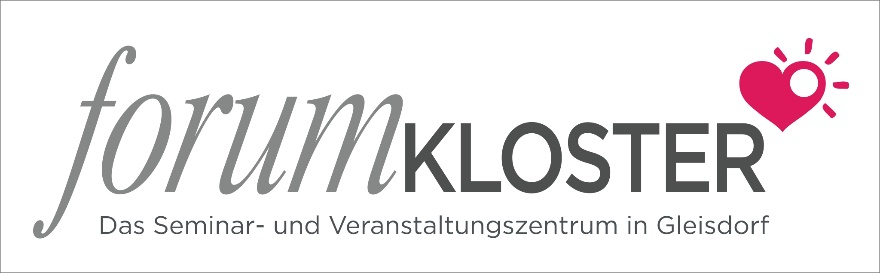 forumKLOSTER
Das Seminar- und Veranstaltungszentrum in Gleisdorf